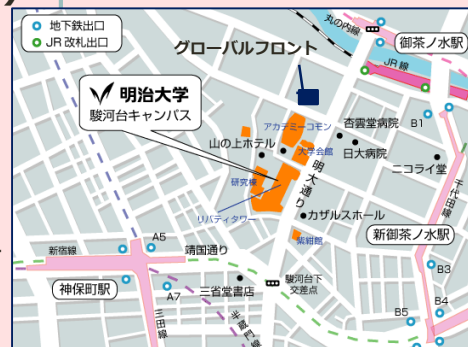 地下鉄出口
JR 改札出口
丸の内線
御茶ノ水駅
グローバルフロント
JR 線
明治大学
駿河台キャンパス
アカデミーコモン
杏雲堂病院
B1
山の上ホテル
大学会館
日大病院
ニコライ堂
明大通り
研究棟
千代田線
リバティタワー
カザルスホール
紫紺館
新御茶ノ水駅
新宿線
A5
靖国通り
B3
神保町駅
A7
三省堂書店
駿河台下
交差点
B4
B5
三田線
半蔵門線